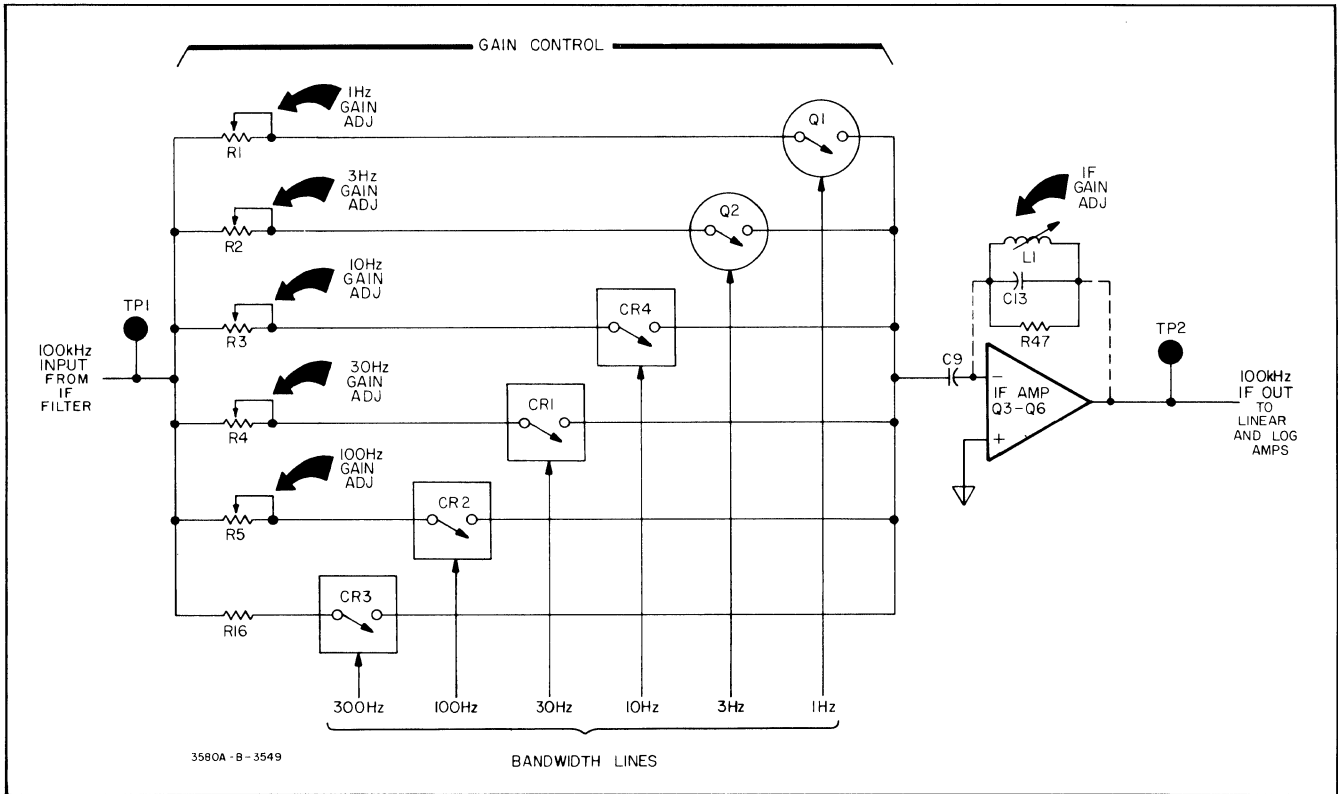 GAIN CONTROL
1Hz
GAIN
ADJ
R1
Q1
3Hz
GAIN
ADJ
R2
Q2
10Hz
GAIN
ADJ
R3
CR4
TP1
100kHz
INPUT
FROM
IF
FILTER
30Hz
GAIN
ADJ
R4
CR1
100Hz
GAIN
ADJ
R5
CR2
R16
CR3
IF
GAIN
ADJ
L1
C13
R47
C9
−
IF AMP
Q3-Q6
+
TP2
100kHz
IF OUT
TO
LINEAR
AND LOG
AMPS
300Hz 100Hz 30Hz 10Hz 3Hz 1Hz
BANDWIDTH LINES
3580A-B-3549